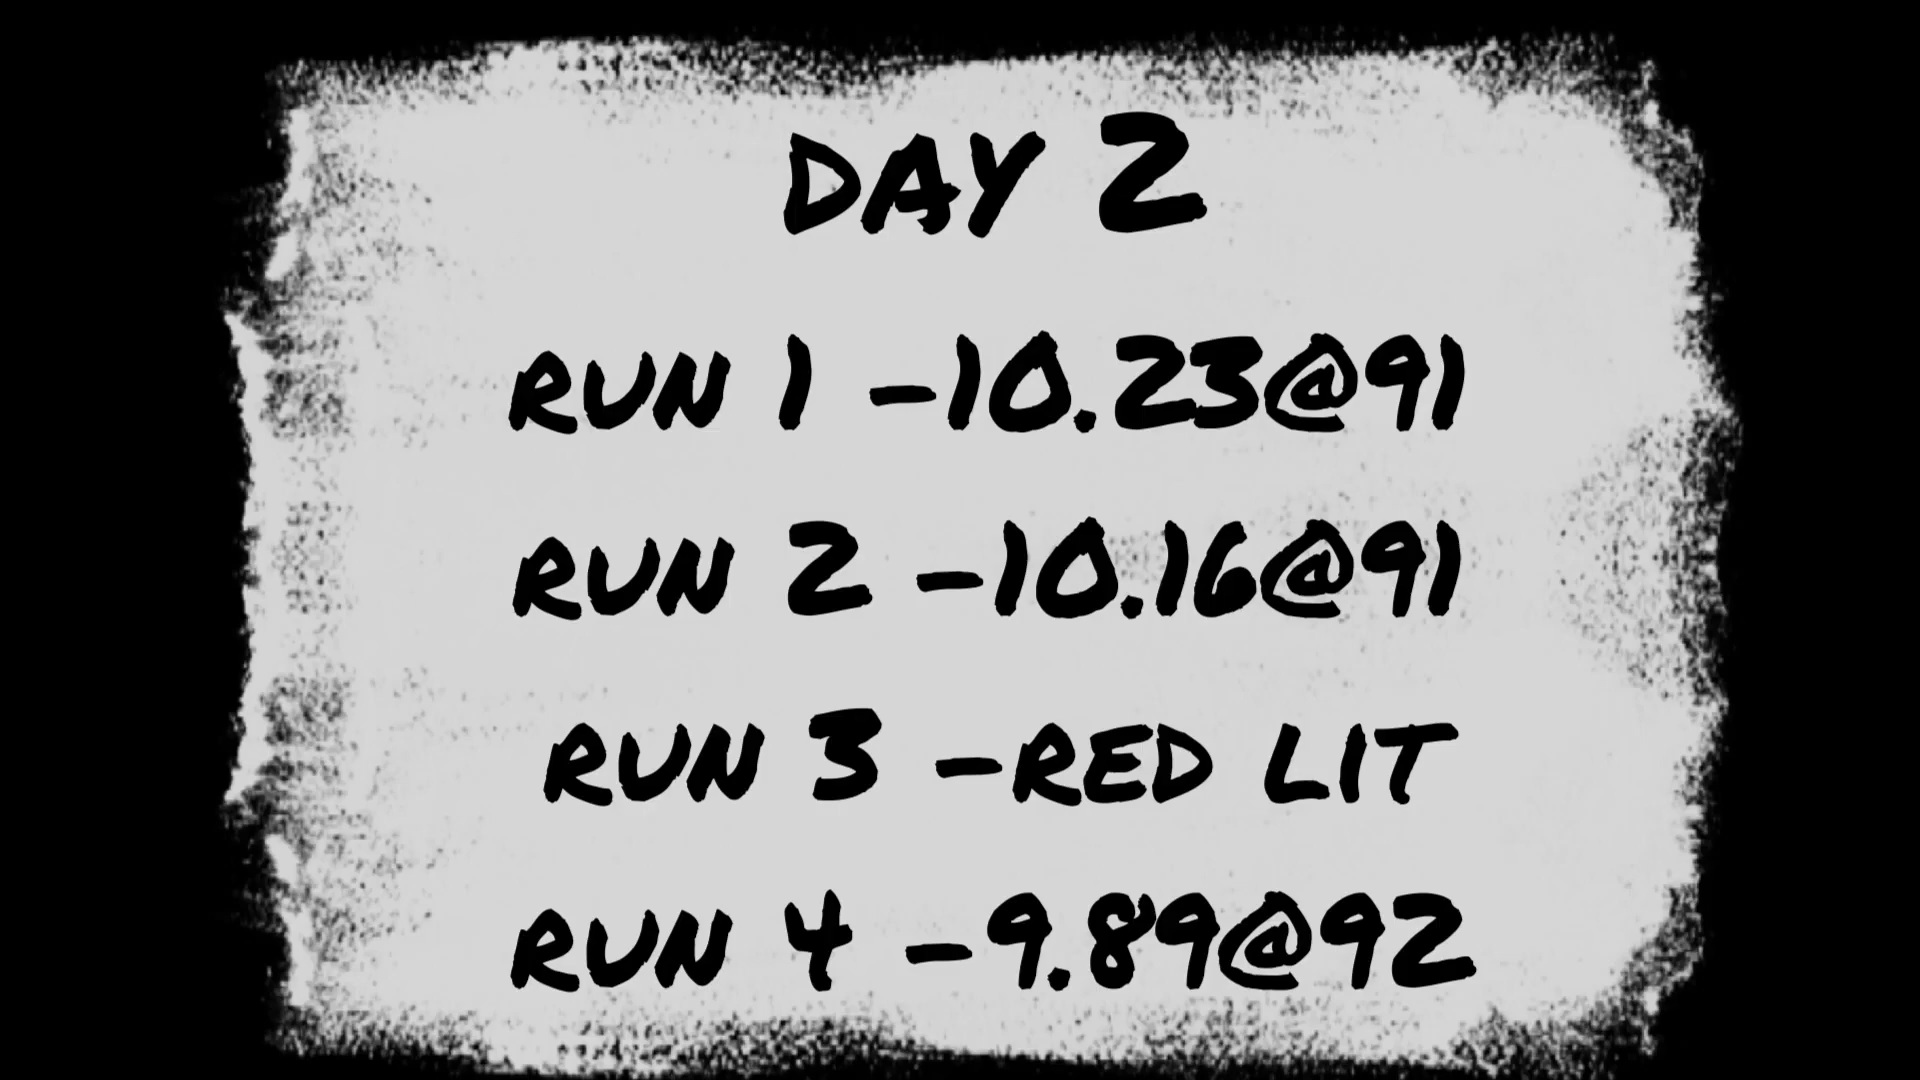 DAY 2
RUN 1 -10.23@91
RUN 2 -10.16@91
RUN 3 -RED LIT
RUN 4 -9.89@92